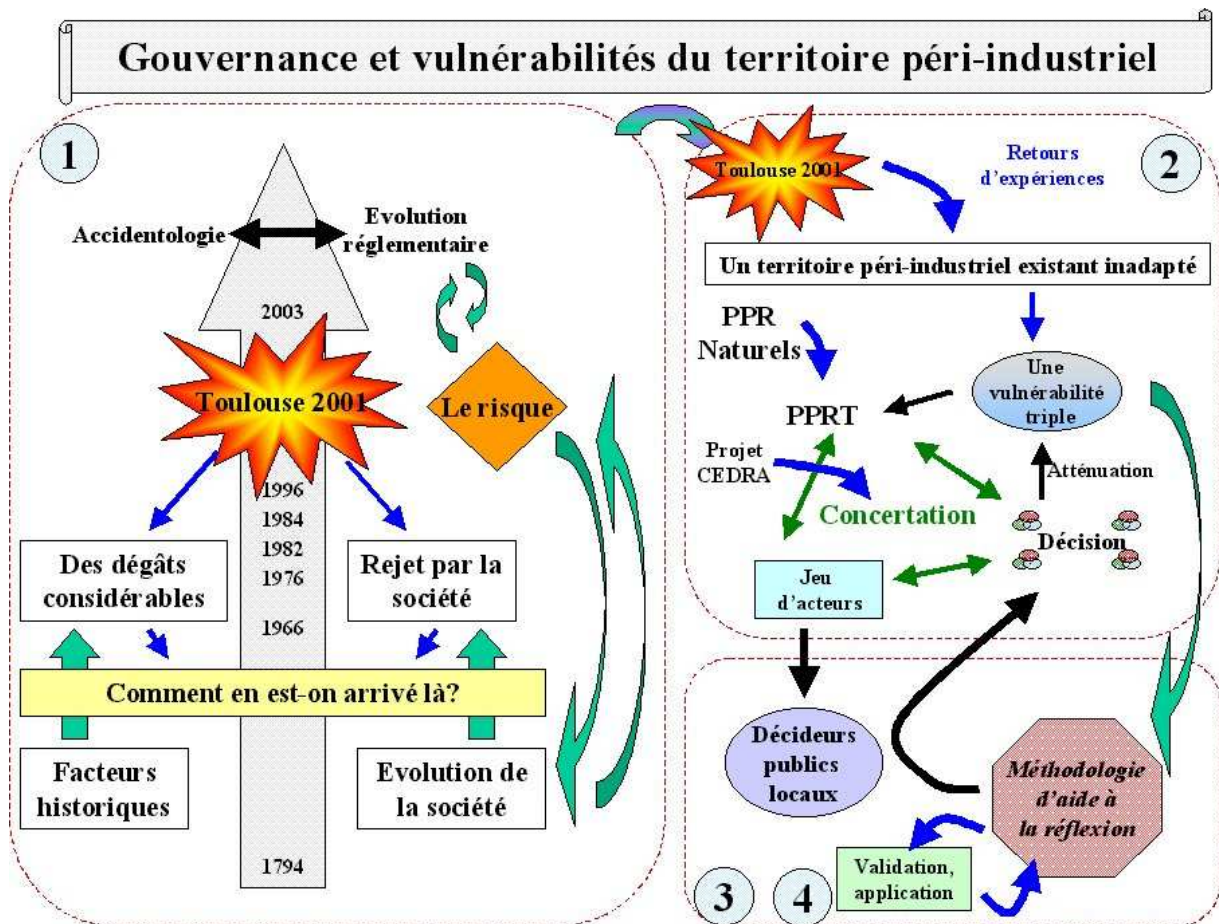 Gouvernance et vulnérabilités du territoire péri-industriel
1
Accidentologie
Evolution
réglementaire
2003
Toulouse 2001
Le risque
1996
1984
1982
1976
1966
Des dégâts
considérables
Rejet par la
société
Comment en est-on arrivé là?
Facteurs
historiques
Evolution de
la société
1794
2
Toulouse 2001
Retours
d'expériences
Un territoire péri-industriel existant inadapté
PPR
Naturels
Une
vulnérabilité
triple
PPRT
Projet
CEDRA
Atténuation
Concertation
Décision
Jeu
d'acteurs
Décideurs
publics
locaux
Méthodologie
d'aide à
la réflexion
Validation,
application
3
4